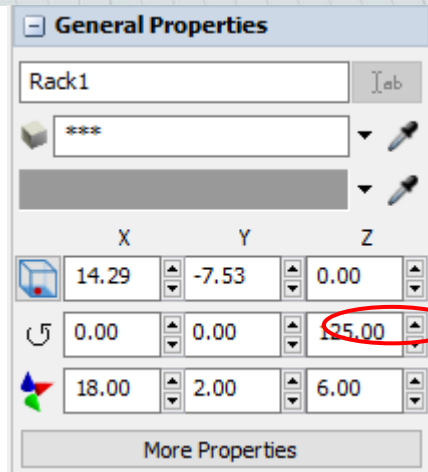 General Properties
Rack1 ab
***
X Y Z
14.29 -7.53 0.00
0.00 0.00 125.00
18.00 2.00 6.00
More Properties